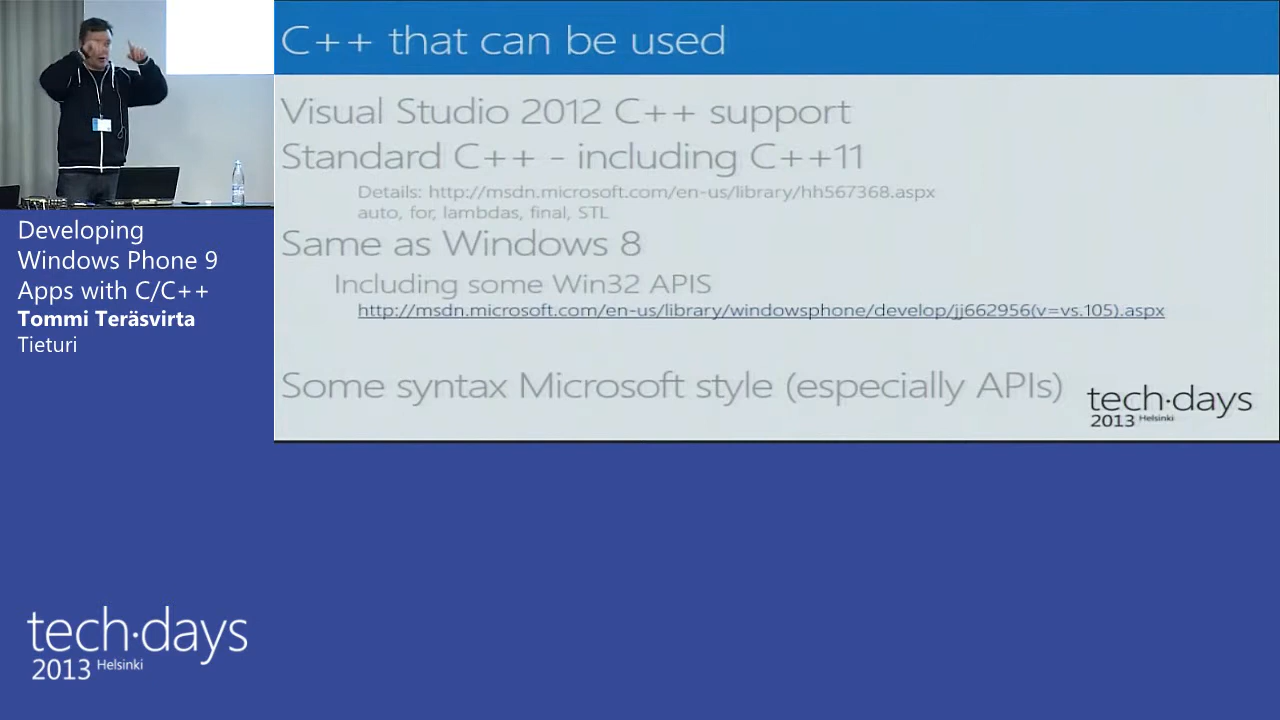 C++ that can be used
Visual Studio 2012 C++ support
Standard C++ - including C++11
Details: http://msdn.microsoft.com/en-us/library/hh567368.aspx
auto, for, lambdas, final, STL
Same as Windows 8
Including some Win32 APIS
http://msdn.microsoft.com/en-us/library/windowsphone/develop/jj662956(v=vs.105).aspx
Some syntax Microsoft style (especially APIs)
tech·days
2013 Helsinki
Developing
Windows Phone 9
Apps with C/C++
Tommi Teräsvirta
Tieturi
tech·days
2013 Helsinki